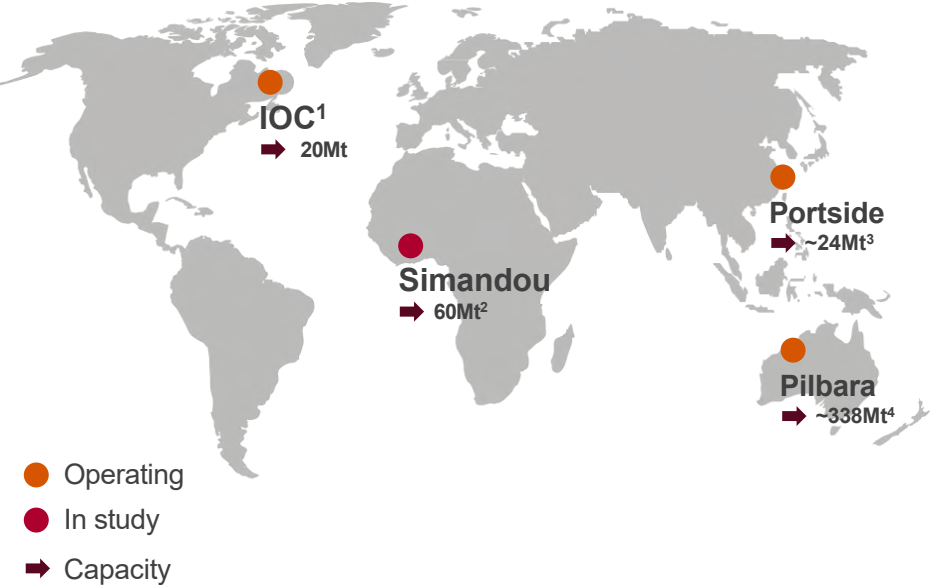 IOC¹
20Mt
Portside
~24Mt³
Simandou
60Mt²
Pilbara
~338Mt⁴
Operating
In study
Capacity